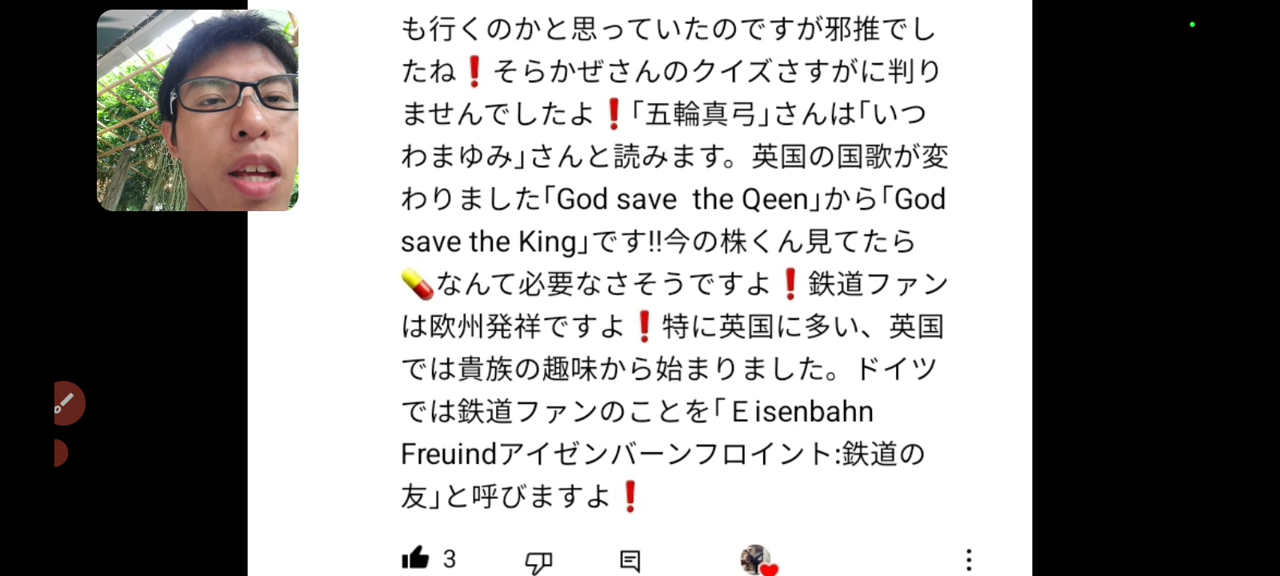 も行くのかと思っていたのですが邪推でし
たね❗そらかぜさんのクイズさすがに判り
ませんでしたよ❗「五輪真弓」さんは「いつ
わまゆみ」さんと読みます。英国の国歌が変
わりました「God save  the Qeen」から「God
save the King」です!!今の株くん見てたら
💊なんて必要なさそうですよ❗鉄道ファン
は欧州発祥ですよ❗特に英国に多い、英国
では貴族の趣味から始まりました。ドイツ
では鉄道ファンのことを「Ｅisenbahn
Freuindアイゼンバーンフロイント:鉄道の
友」と呼びますよ❗
3